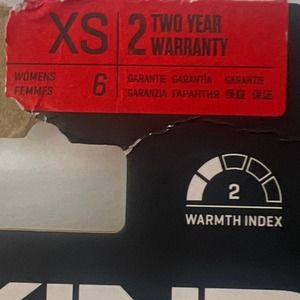 XS
WOMENS 6
FEMMES
2 TWO YEAR
WARRANTY
GARANTIE GARANTÍA GARANTIE
GARANZIA ГАРАНТИЯ 保証 保证
2
WARMTH INDEX